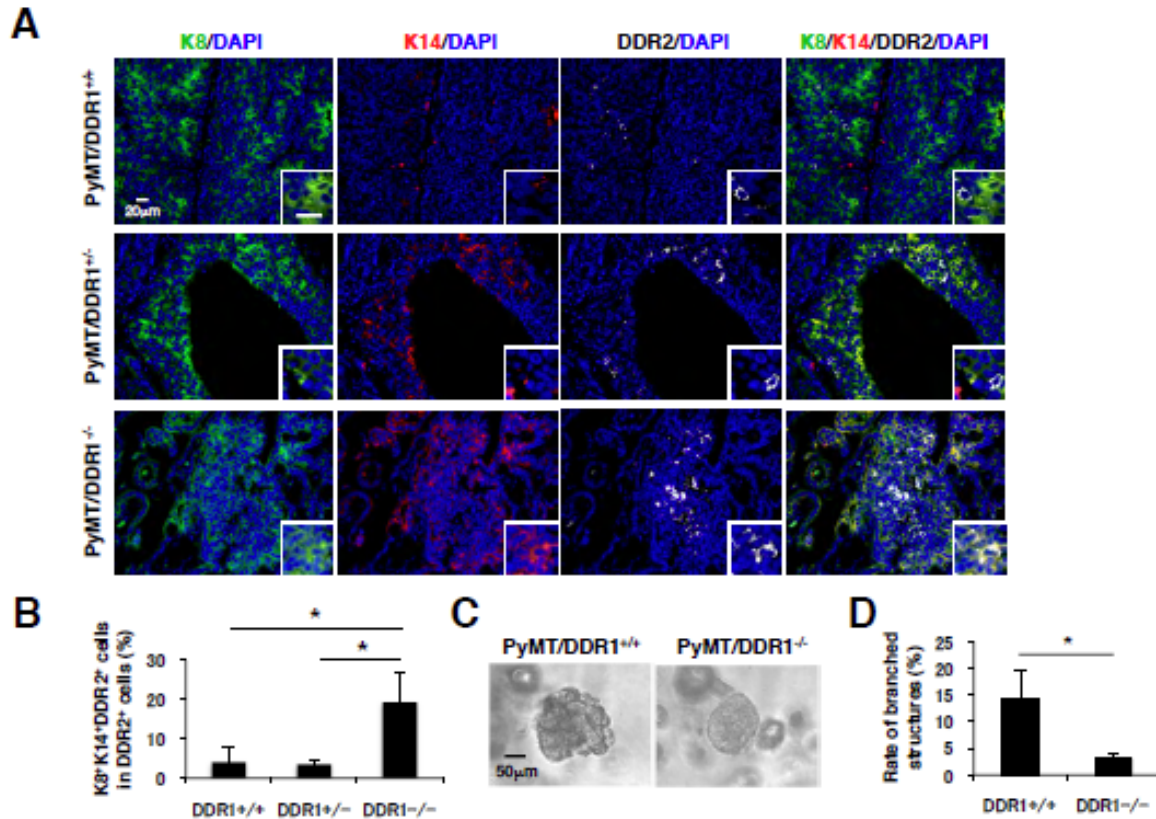 A
K8/DAPI K14/DAPI DDR2/DAPI K8/K14/DDR2/DAPI
PyMT/DDR1+/+
20μm
PyMT/DDR1+/-
PyMT/DDR1-/-
B
K8+K14+DDR2+ cells
in DDR2+ cells (%)
30
20
10
0
* 
*
DDR1+/+ DDR1+/− DDR1−/−
C
PyMT/DDR1+/+ PyMT/DDR1-/-
50μm
D
Rate of branched
structures (%)
25
20
15
10
5
0
*
DDR1+/+ DDR1−/−